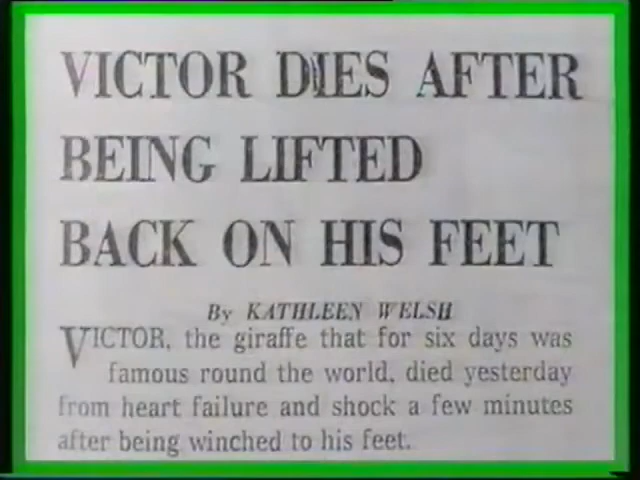 VICTOR DIES AFTER
BEING LIFTED
BACK ON HIS FEET
By KATHLEEN WELSH
VICTOR, the giraffe that for six days was
famous round the world, died yesterday
from heart failure and shock a few minutes
after being winched to his feet.